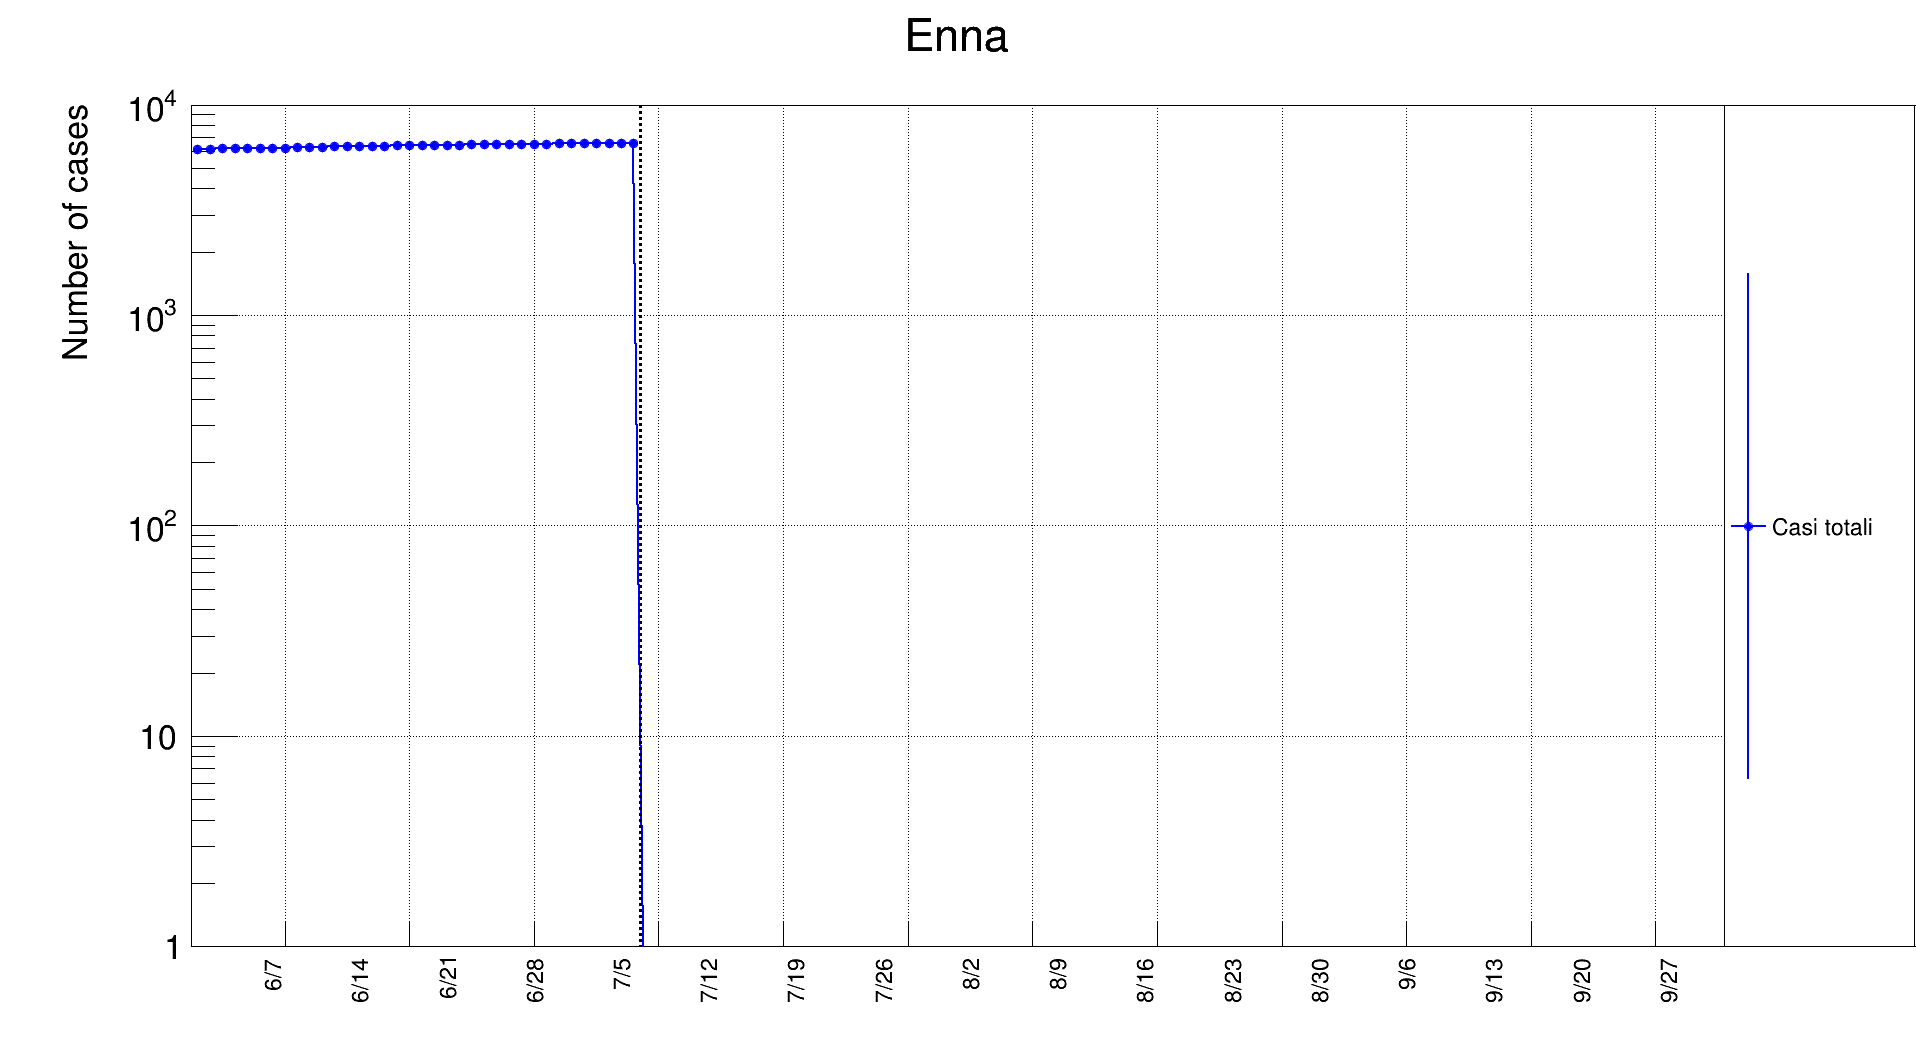 Enna
Number of cases
10^4
10^3
10^2
10
1
6/7 6/14 6/21 6/28 7/5 7/12 7/19 7/26 8/2 8/9 8/16 8/23 8/30 9/6 9/13 9/20 9/27
Casi totali